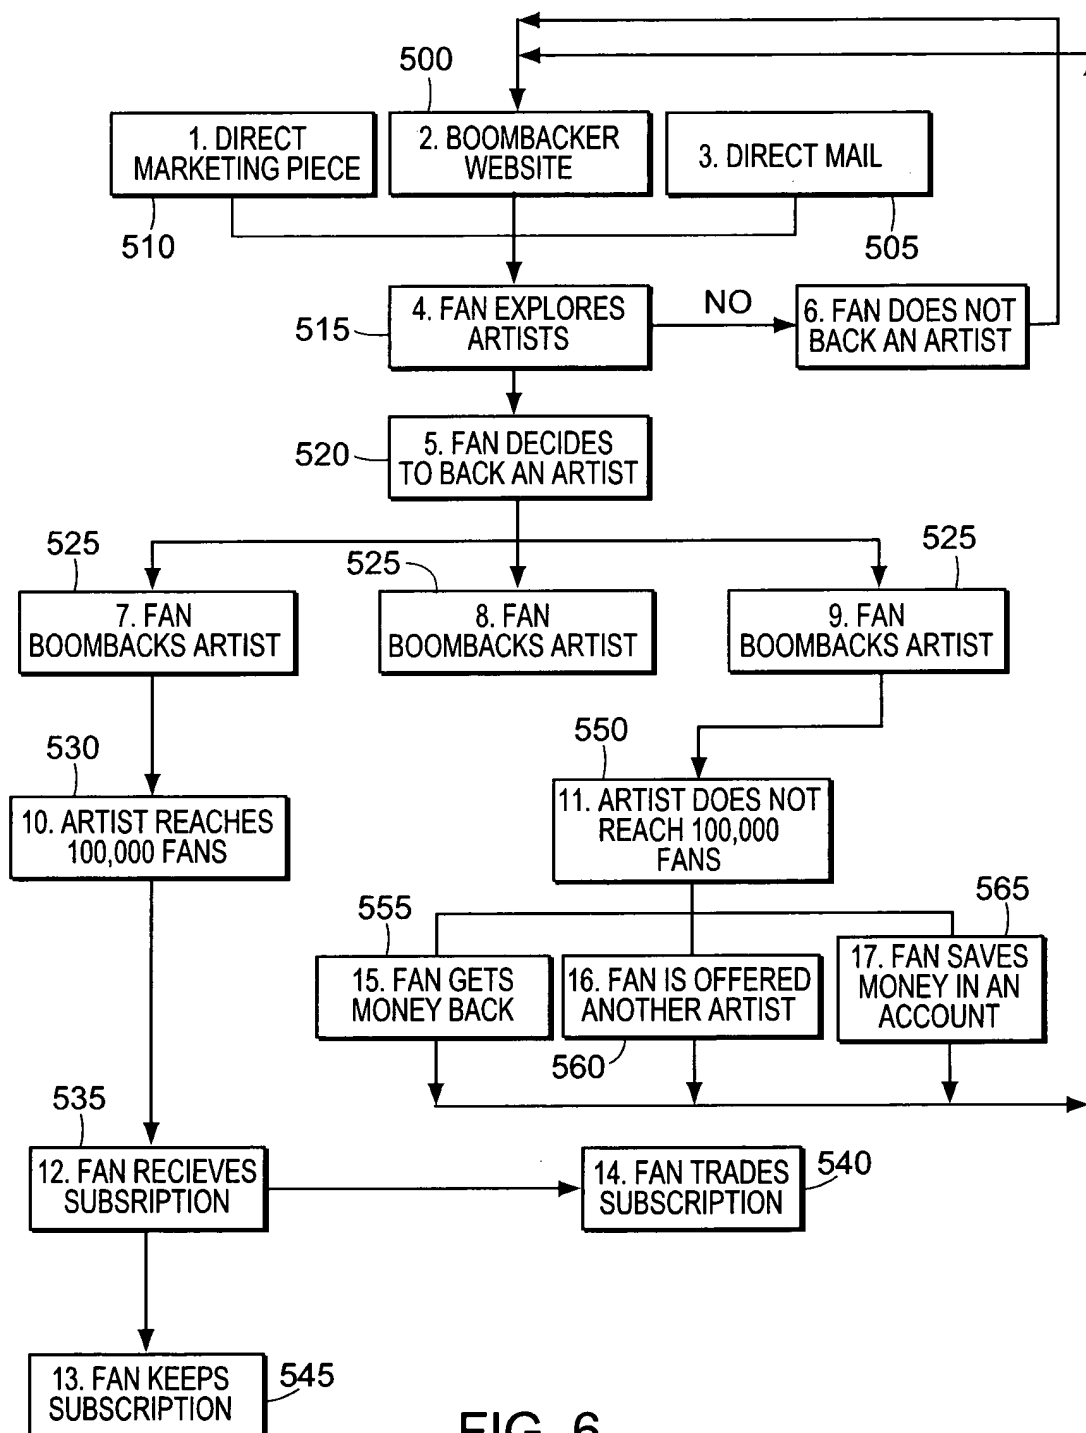 500
1. DIRECT
MARKETING PIECE
2. BOOMBACKER
WEBSITE
3. DIRECT MAIL
510
505
4. FAN EXPLORES
ARTISTS
515
NO
6. FAN DOES NOT
BACK AN ARTIST
5. FAN DECIDES
TO BACK AN ARTIST
520
525
525
525
7. FAN
BOOMBACKS ARTIST
8. FAN
BOOMBACKS ARTIST
9. FAN
BOOMBACKS ARTIST
530
550
10. ARTIST REACHES
100,000 FANS
11. ARTIST DOES NOT
REACH 100,000
FANS
555
565
15. FAN GETS
MONEY BACK
16. FAN IS OFFERED
ANOTHER ARTIST
17. FAN SAVES
MONEY IN AN
ACCOUNT
560
535
12. FAN RECIEVES
SUBSRIPTION
14. FAN TRADES
SUBSCRIPTION
540
13. FAN KEEPS
SUBSCRIPTION
545
FIG. 6